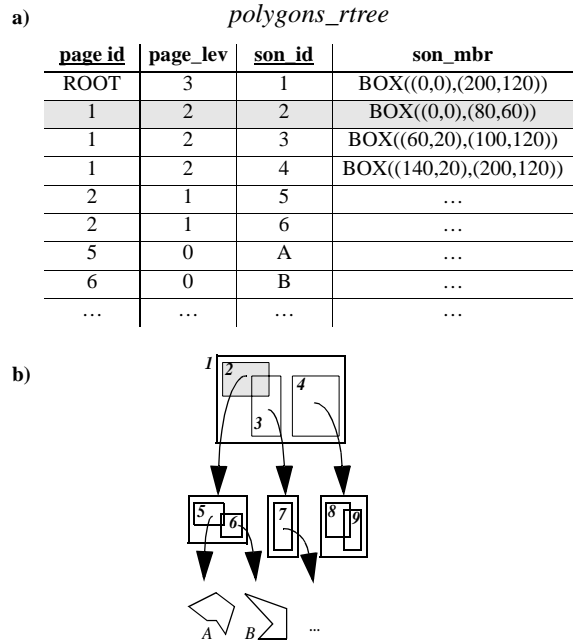 a) polygons_rtree
page id page_lev son_id son_mbr
ROOT 3 1 BOX((0,0),(200,120))
1 2 2 BOX((0,0),(80,60))
1 2 3 BOX((60,20),(100,120))
1 2 4 BOX((140,20),(200,120))
2 1 5 …
2 1 6 …
5 0 A …
6 0 B …
… … … …
b)
1 2 4
3
5 6 7 8 9
A B ...